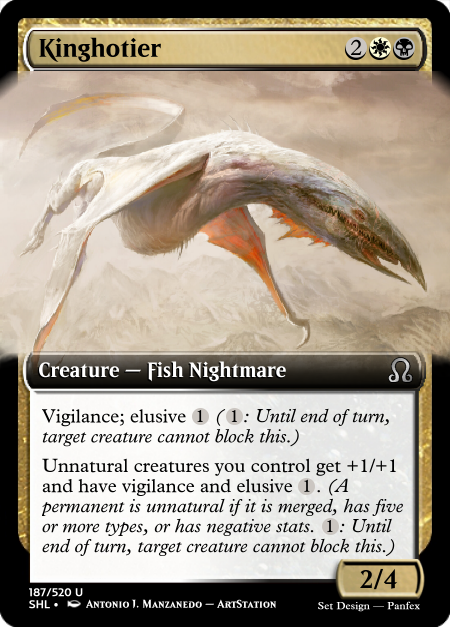 Kinghotier 2
Creature — Fish Nightmare
Vigilance; elusive 1 (1: Until end of turn,
target creature cannot block this.)
Unnatural creatures you control get +1/+1
and have vigilance and elusive 1. (A
permanent is unnatural if it is merged, has five
or more types, or has negative stats. 1: Until
end of turn, target creature cannot block this.)
2/4
187/520 U
SHL • Antonio J. Manzanedo — ArtStation
Set Design — Panfex